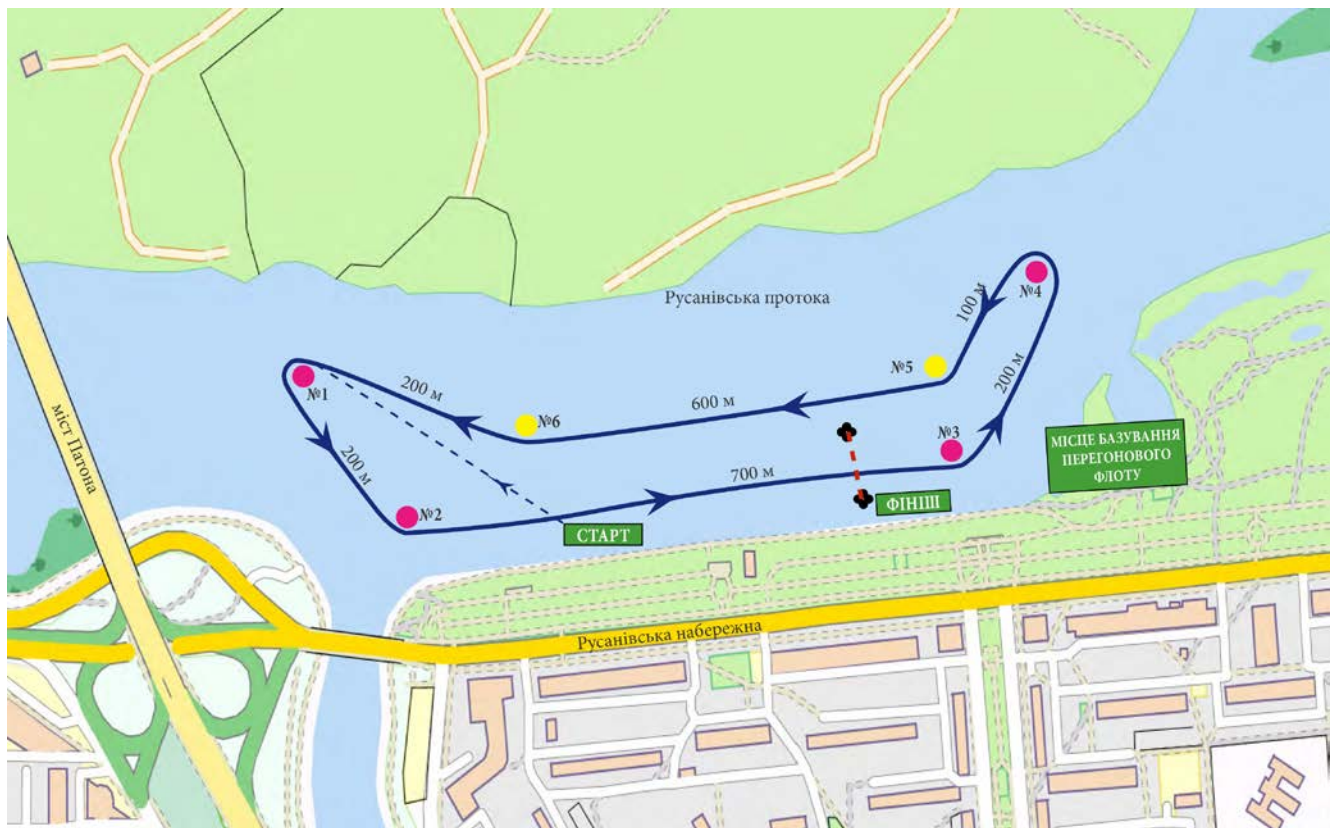 Русанівська протока
№4
100 м
№5
200 м
№1
200 м
600 м
№6
№3
МІСЦЕ БАЗУВАННЯ
ПЕРЕГОНОВОГО
ФЛОТУ
міст Патона
200 м
700 м
№2
ФІНІШ
СТАРТ
Русанівська набережна